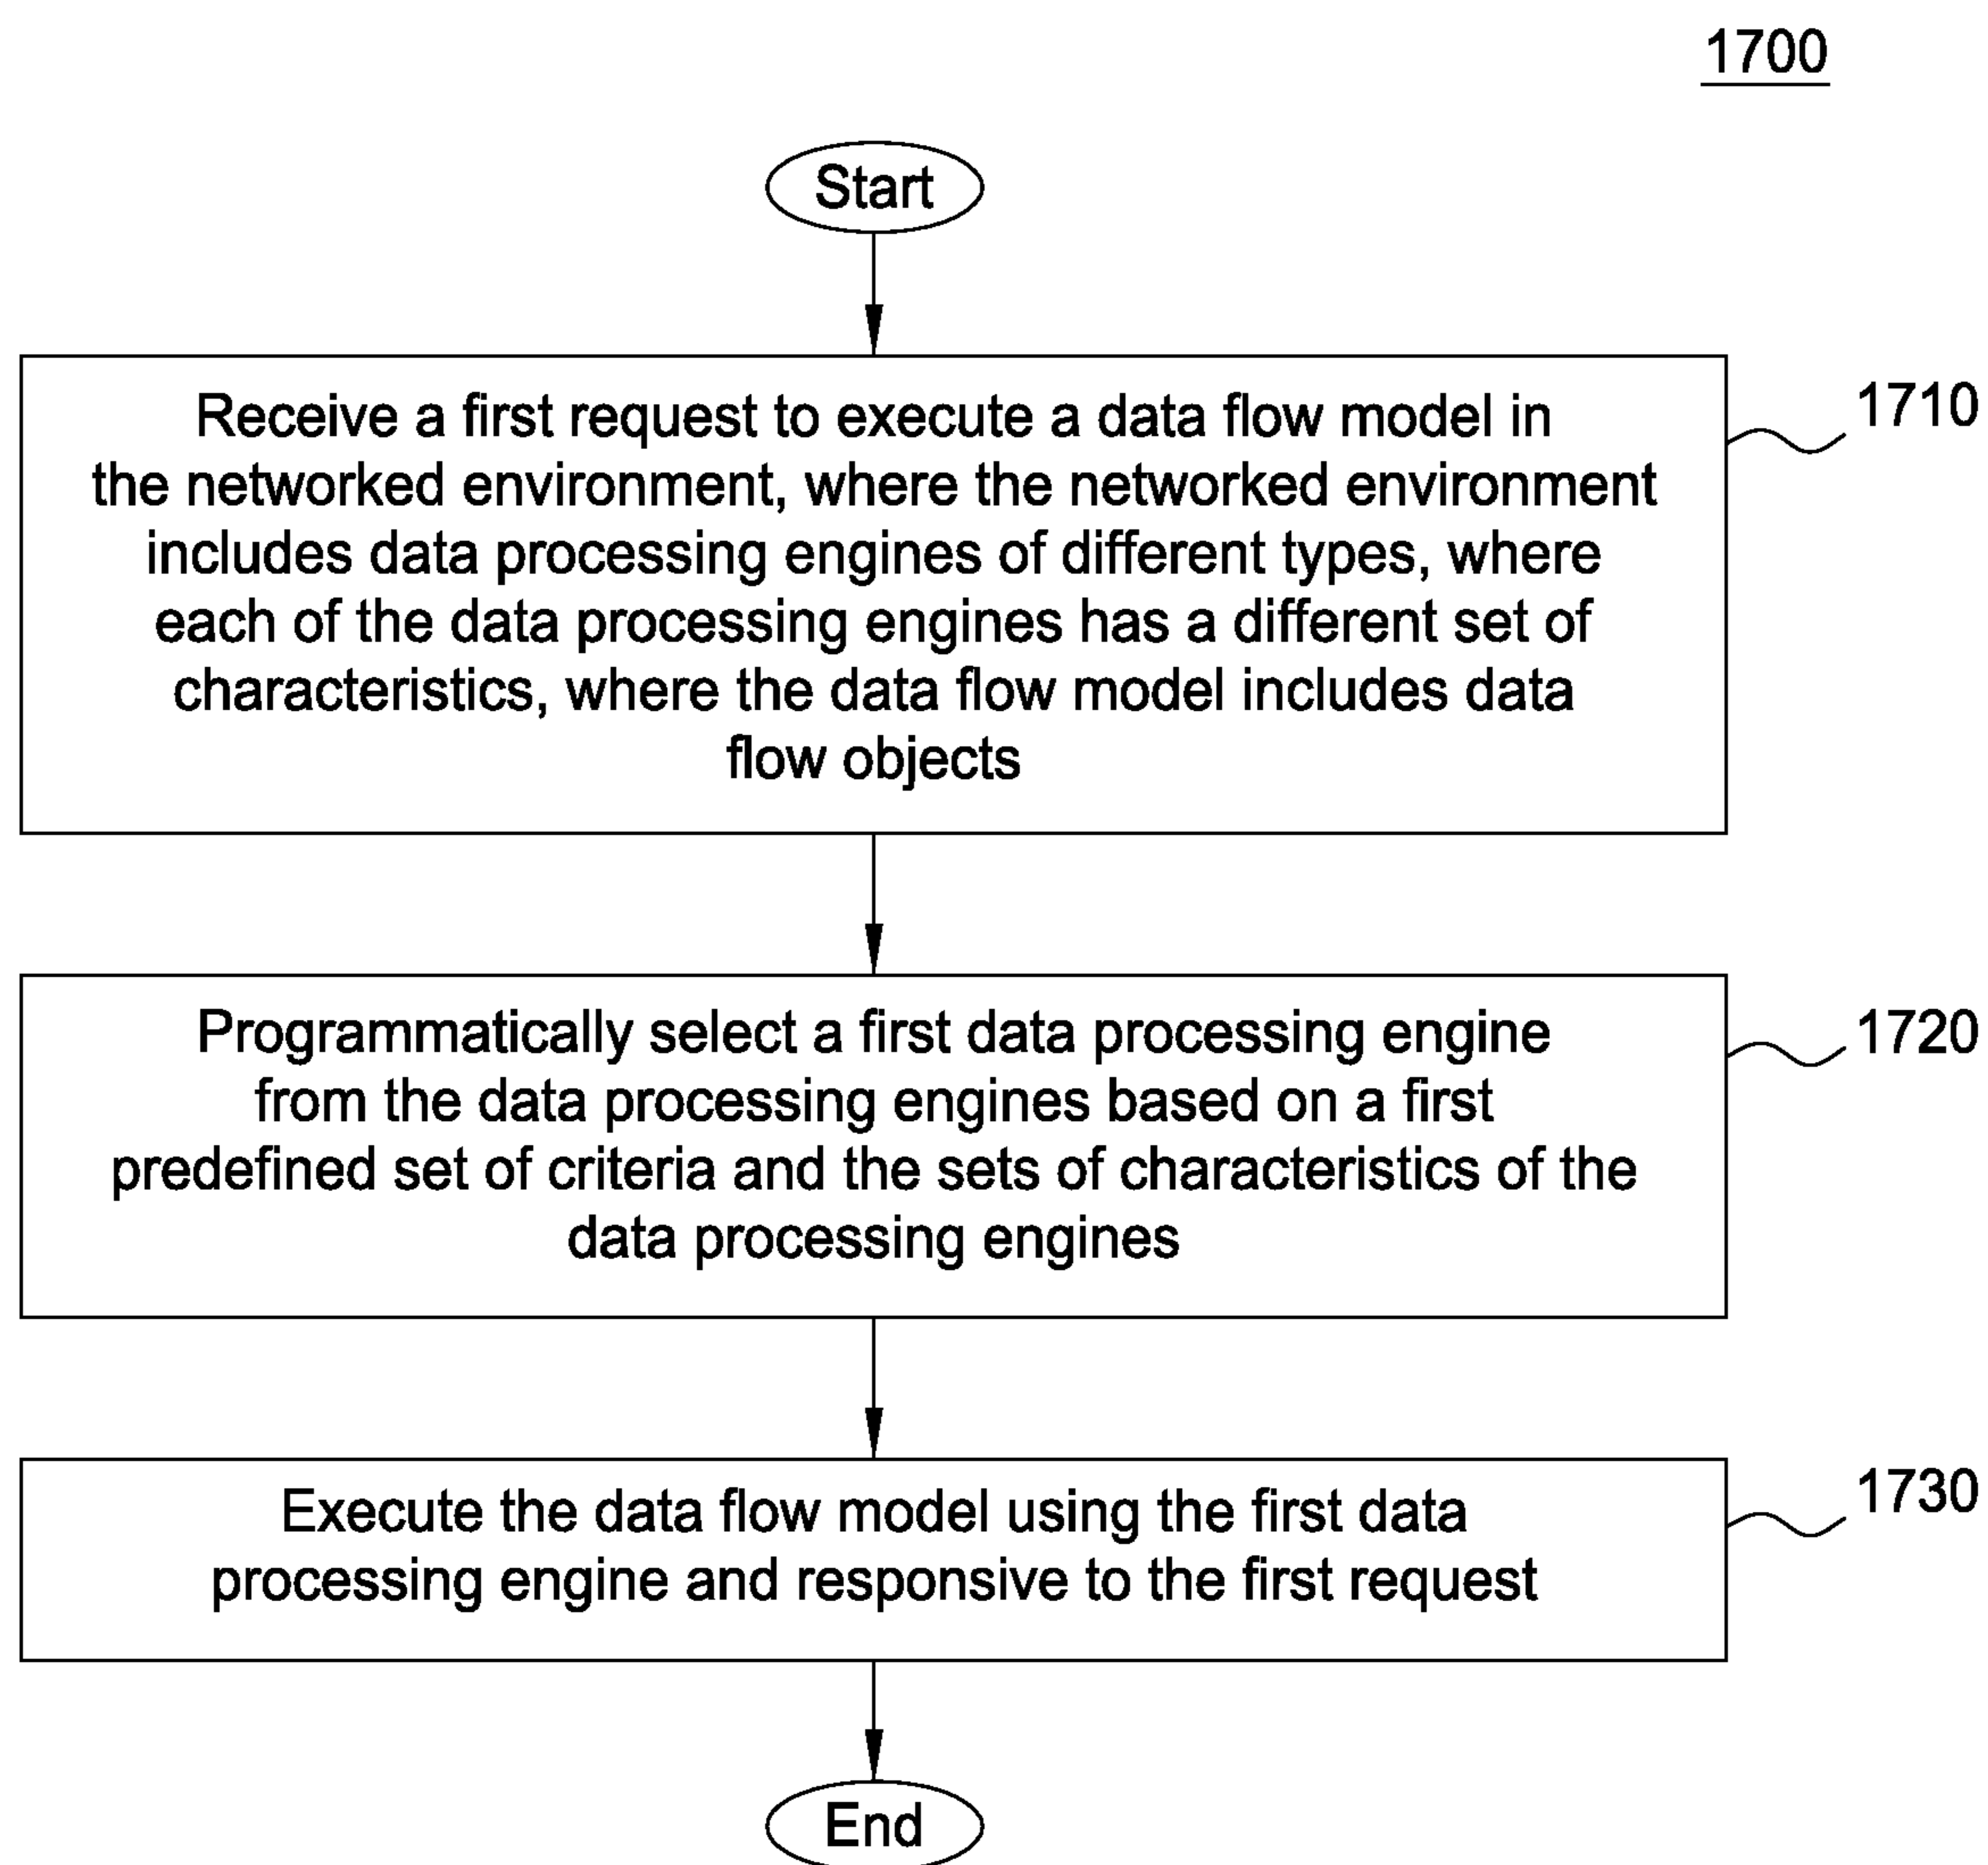 1700
Start
Receive a first request to execute a data flow model in
the networked environment, where the networked environment
includes data processing engines of different types, where
each of the data processing engines has a different set of
characteristics, where the data flow model includes data
flow objects
1710
Programmatically select a first data processing engine
from the data processing engines based on a first
predefined set of criteria and the sets of characteristics of the
data processing engines
1720
Execute the data flow model using the first data
processing engine and responsive to the first request
1730
End